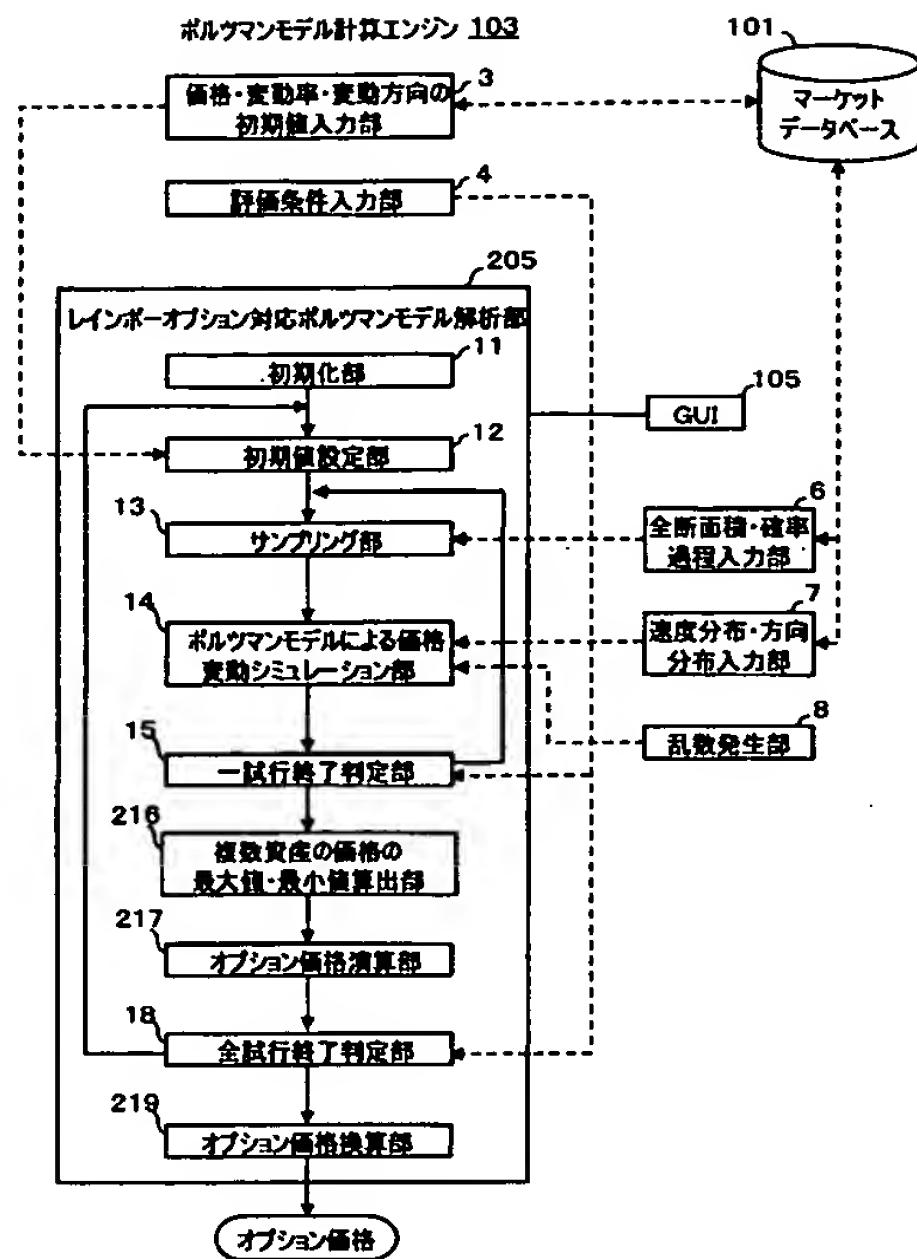 ボルツマンモデル計算エンジン 103
101
マーケット
データベース
3
価格・変動率・変動方向の
初期値入力部
4
評価条件入力部
205
レインボーオプション対応ボルツマンモデル解析部
11
初期化部
105
GUI
12
初期値設定部
13
サンプリング部
6
全断面積・確率
過程入力部
14
ボルツマンモデルによる価格
変動シミュレーション部
7
速度分布・方向
分布入力部
8
乱数発生部
15
一試行終了判定部
216
複数資産の価格の
最大値・最小値算出部
217
オプション価格演算部
18
全試行終了判定部
219
オプション価格換算部
オプション価格